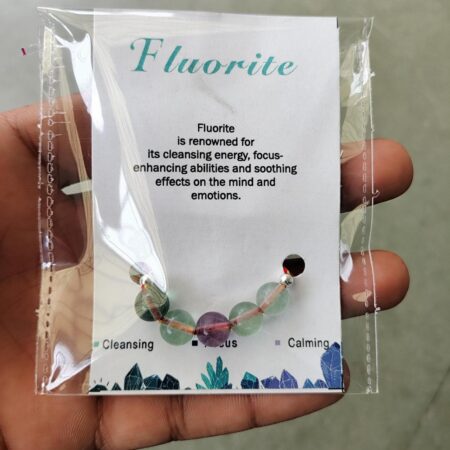 Fluorite
Fluorite
is renowned for
its cleansing energy, focus-
enhancing abilities and soothing
effects on the mind and
emotions.
Cleansing Calming